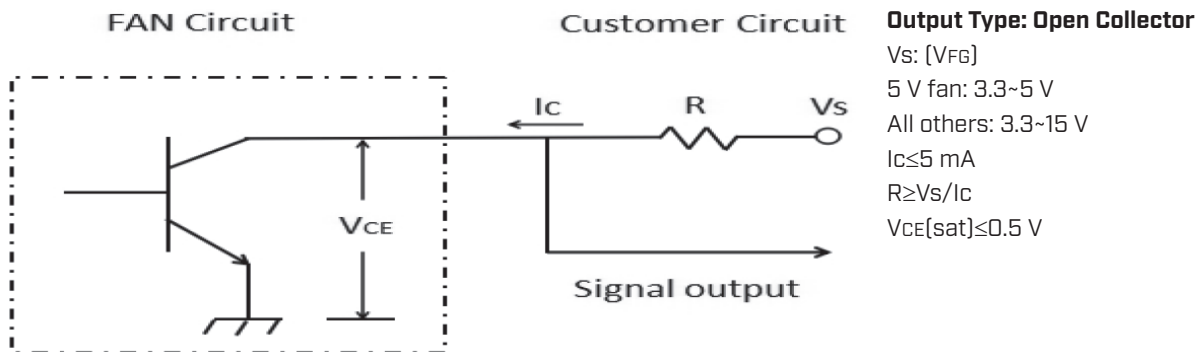 FAN Circuit
Customer Circuit
Ic
R
Vs
VCE
Signal output
Output Type: Open Collector
Vs: (VFG)
5 V fan: 3.3~5 V
All others: 3.3~15 V
Ic≤5 mA
R≥Vs/Ic
VCE(sat)≤0.5 V